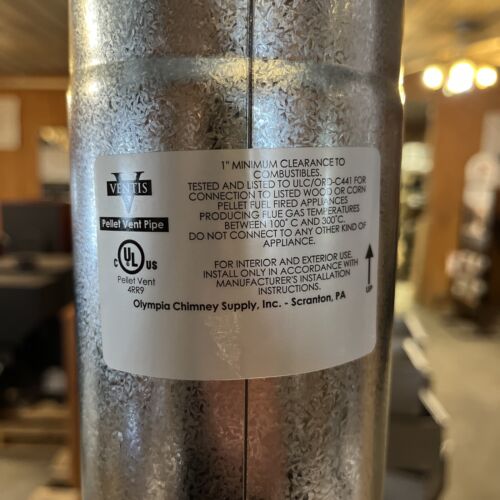 VENTIS
Pellet Vent Pipe
C UL US
Pellet Vent
4RR9
1" MINIMUM CLEARANCE TO
COMBUSTIBLES.
TESTED AND LISTED TO ULC/ORD-C441 FOR
CONNECTION TO LISTED WOOD OR CORN
PELLET FUEL FIRED APPLIANCES
PRODUCING FLUE GAS TEMPERATURES
BETWEEN 100°C AND 300°C.
DO NOT CONNECT TO ANY OTHER KIND OF
APPLIANCE.
FOR INTERIOR AND EXTERIOR USE.
INSTALL ONLY IN ACCORDANCE WITH
MANUFACTURER'S INSTALLATION
INSTRUCTIONS.
UP
Olympia Chimney Supply, Inc. - Scranton, PA